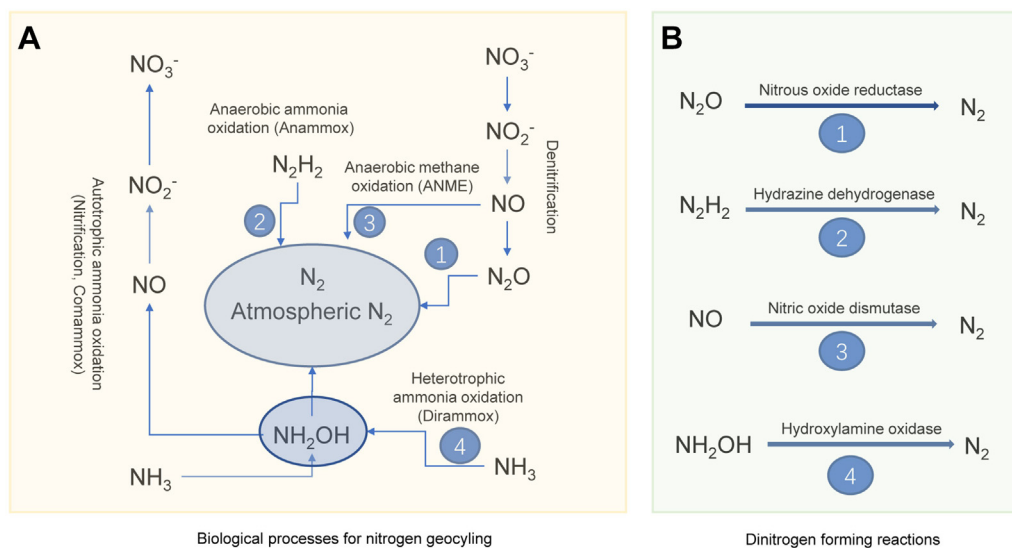 A
NO₃⁻
NO₃⁻
Anaerobic ammonia
oxidation (Anammox)
NO₂⁻
N₂H₂
Anaerobic methane
oxidation (ANME)
Denitrification
Autotrophic ammonia oxidation
(Nitrification, Comammox)
NO₂⁻
NO
2
3
1
N₂
Atmospheric N₂
N₂O
NO
Heterotrophic
ammonia oxidation
(Dirammox)
NH₂OH
4
NH₃
NH₃
Biological processes for nitrogen geocyling
B
N₂O
Nitrous oxide reductase
N₂
1
N₂H₂
Hydrazine dehydrogenase
N₂
2
NO
Nitric oxide dismutase
N₂
3
NH₂OH
Hydroxylamine oxidase
N₂
4
Dinitrogen forming reactions